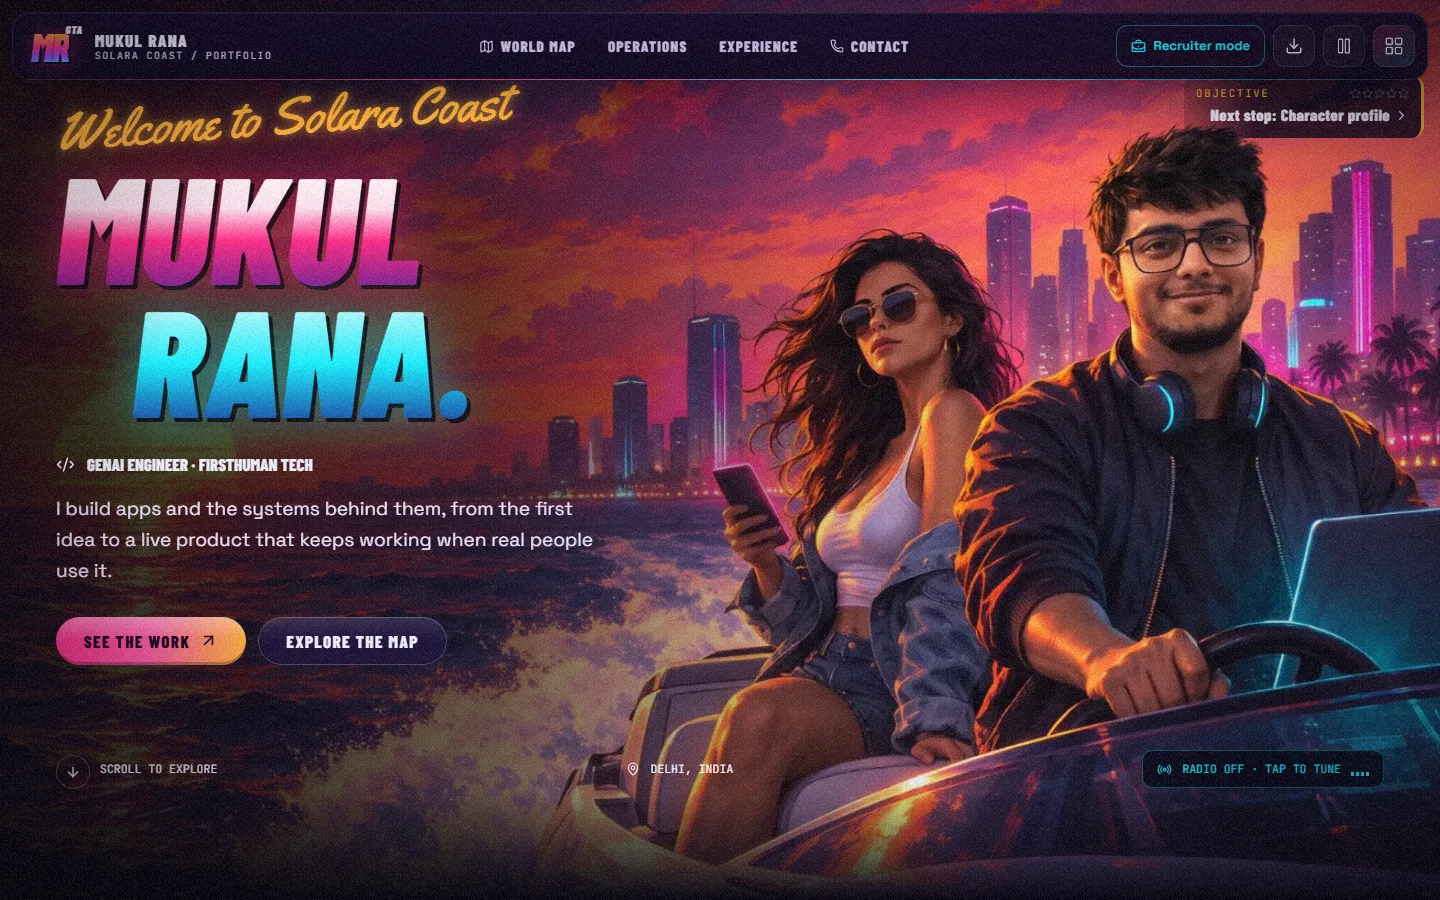 MR GTA
MUKUL RANA
SOLARA COAST / PORTFOLIO
WORLD MAP
OPERATIONS
EXPERIENCE
CONTACT
Recruiter mode
OBJECTIVE
Next stop: Character profile
Welcome to Solara Coast
MUKUL
RANA.
GENAI ENGINEER · FIRSTHUMAN TECH
I build apps and the systems behind them, from the first
idea to a live product that keeps working when real people
use it.
SEE THE WORK
EXPLORE THE MAP
SCROLL TO EXPLORE
DELHI, INDIA
RADIO OFF · TAP TO TUNE